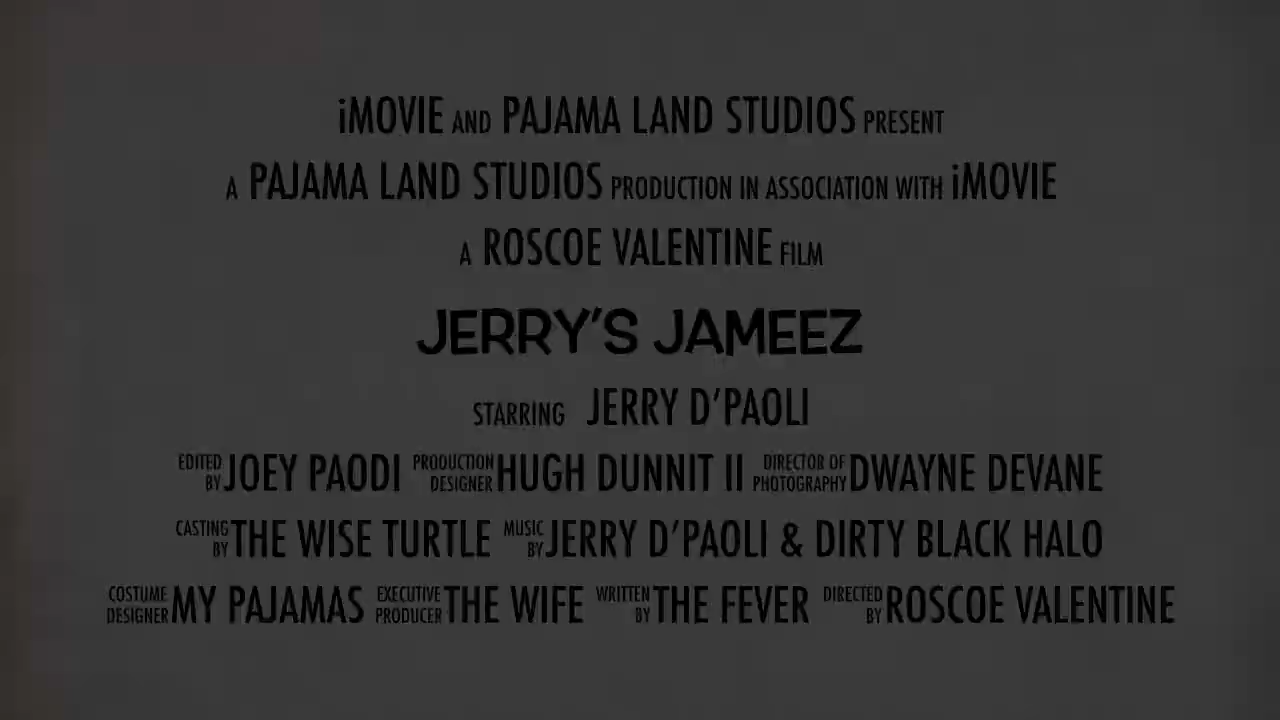 iMOVIE AND PAJAMA LAND STUDIOS PRESENT
A PAJAMA LAND STUDIOS PRODUCTION IN ASSOCIATION WITH iMOVIE
A ROSCOE VALENTINE FILM
JERRY'S JAMEEZ
STARRING JERRY D'PAOLI
EDITED BY JOEY PAODI PRODUCTION DESIGNER HUGH DUNNIT II DIRECTOR OF PHOTOGRAPHY DWAYNE DEVANE
CASTING BY THE WISE TURTLE MUSIC BY JERRY D'PAOLI & DIRTY BLACK HALO
COSTUME DESIGNER MY PAJAMAS EXECUTIVE PRODUCER THE WIFE WRITTEN BY THE FEVER DIRECTED BY ROSCOE VALENTINE